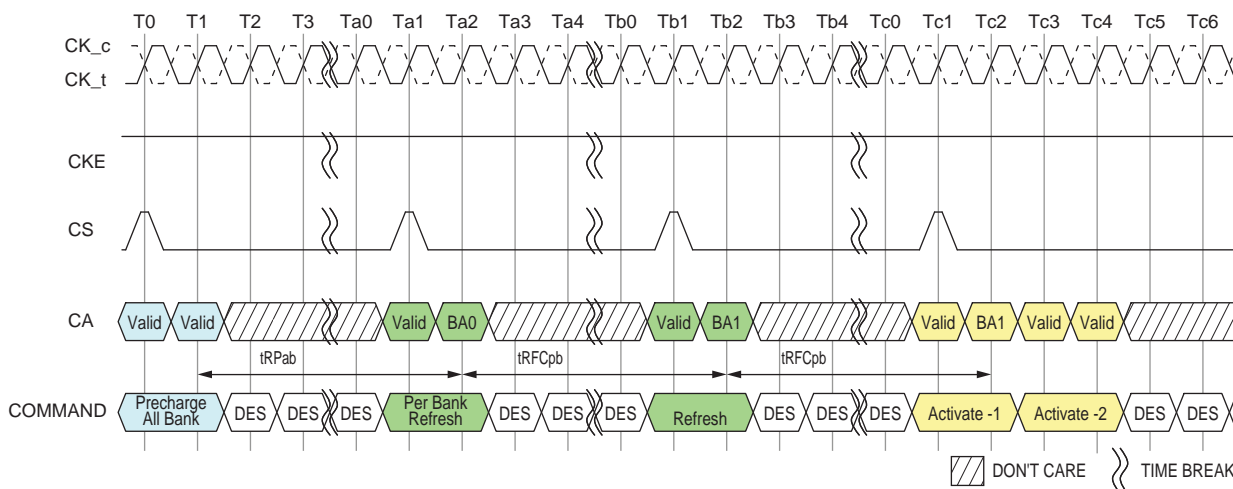 T0 T1 T2 T3 Ta0 Ta1 Ta2 Ta3 Ta4 Tb0 Tb1 Tb2 Tb3 Tb4 Tc0 Tc1 Tc2 Tc3 Tc4 Tc5 Tc6
CK_c
CK_t
CKE
CS
CA Valid Valid Valid BA0 Valid BA1 Valid BA1 Valid Valid
tRPab tRFCpb tRFCpb
COMMAND Precharge All Bank DES DES DES Per Bank Refresh DES DES DES Refresh DES DES DES Activate -1 Activate -2 DES DES
DON'T CARE TIME BREAK